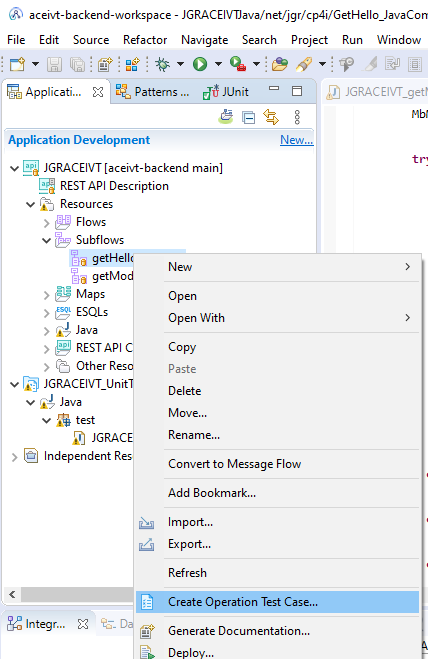 aceivt-backend-workspace - JGRACEIVTJava/net/jgr/cp4i/GetHello_JavaCom
File Edit Source Refactor Navigate Search Project Run Window
Applicati... Patterns ... JUnit
JGRACEIVT_getM
Application Development New...
MbM
try
JGRACEIVT [aceivt-backend main]
REST API Description
Resources
Flows
Subflows
getHello
getMod
Maps
ESQLs
Java
REST API C
Other Reso
JGRACEIVT_UnitT
Java
test
JGRACE
Independent Res
New
Open
Open With
Copy
Paste
Delete
Move...
Rename...
Convert to Message Flow
Add Bookmark...
Import...
Export...
Refresh
Create Operation Test Case...
Generate Documentation...
Deploy...
Integr... Da